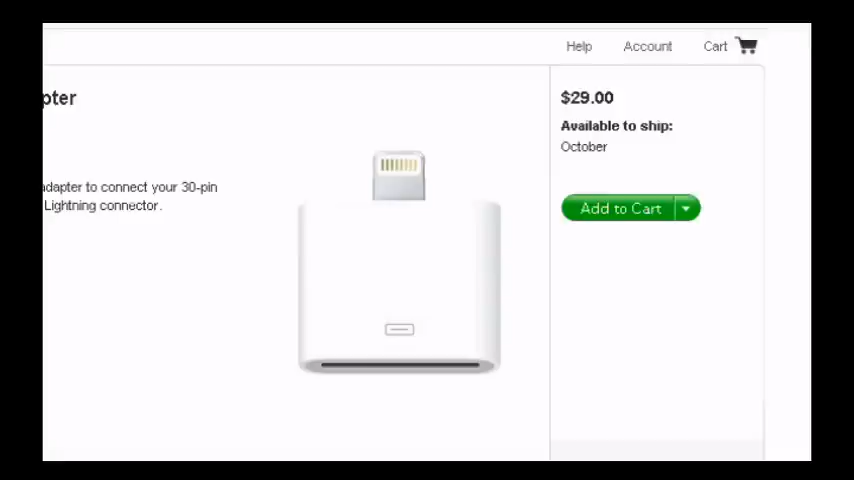 Help Account Cart
pter
$29.00
Available to ship:
October
adapter to connect your 30-pin
Lightning connector.
Add to Cart